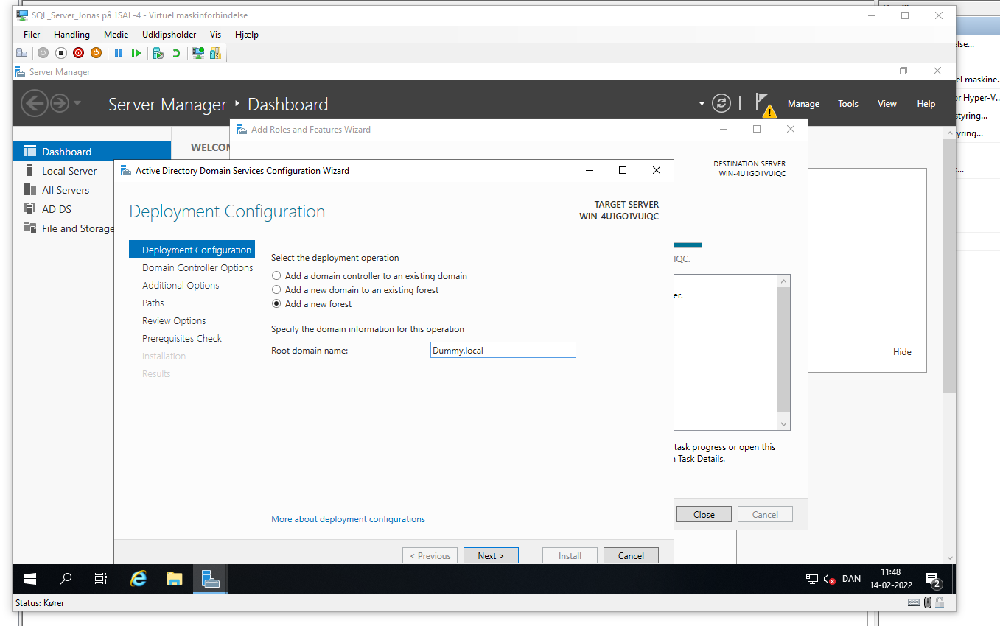 SQL_Server_Jonas på 1SAL-4 - Virtuel maskinforbindelse
Filer Handling Medie Udklipsholder Vis Hjælp
Server Manager
Server Manager Dashboard
Manage Tools View Help
Dashboard
Local Server
All Servers
AD DS
File and Storage
WELCO
Add Roles and Features Wizard
DESTINATION SERVER
WIN-4U1GO1VUIQC
Active Directory Domain Services Configuration Wizard
Deployment Configuration
TARGET SERVER
WIN-4U1GO1VUIQC
Deployment Configuration
Domain Controller Options
Additional Options
Paths
Review Options
Prerequisites Check
Installation
Results
Select the deployment operation
Add a domain controller to an existing domain
Add a new domain to an existing forest
Add a new forest
Specify the domain information for this operation
Root domain name: Dummy.local
More about deployment configurations
< Previous Next > Install Cancel
IQC.
er.
task progress or open this
Task Details.
Close Cancel
Hide
else...
el maskine.
or Hyper-V..
styring...
yring...
DAN
11:48
14-02-2022
2
Status: Kører